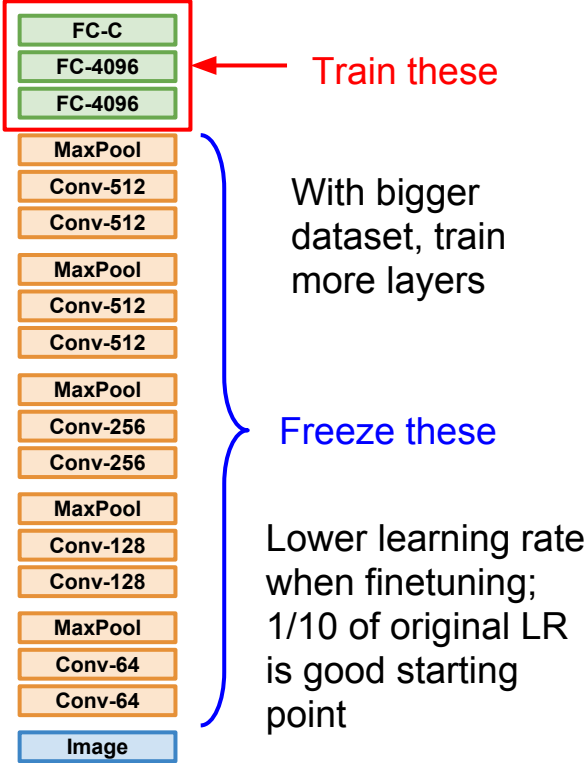 FC-C
FC-4096
FC-4096
Train these
MaxPool
Conv-512
Conv-512
With bigger
dataset, train
more layers
MaxPool
Conv-512
Conv-512
MaxPool
Conv-256
Conv-256
Freeze these
MaxPool
Conv-128
Conv-128
Lower learning rate
when finetuning;
1/10 of original LR
is good starting
point
MaxPool
Conv-64
Conv-64
Image